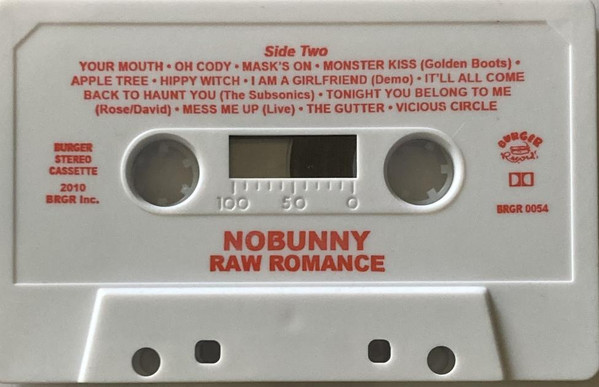 Side Two
YOUR MOUTH • OH CODY • MASK'S ON • MONSTER KISS (Golden Boots) •
APPLE TREE • HIPPY WITCH • I AM A GIRLFRIEND (Demo) • IT'LL ALL COME
BACK TO HAUNT YOU (The Subsonics) • TONIGHT YOU BELONG TO ME
(Rose/David) • MESS ME UP (Live) • THE GUTTER • VICIOUS CIRCLE
BURGER
STEREO
CASSETTE
2010
BRGR Inc.
100 50 0
BURGER
Records
BRGR 0054
NOBUNNY
RAW ROMANCE